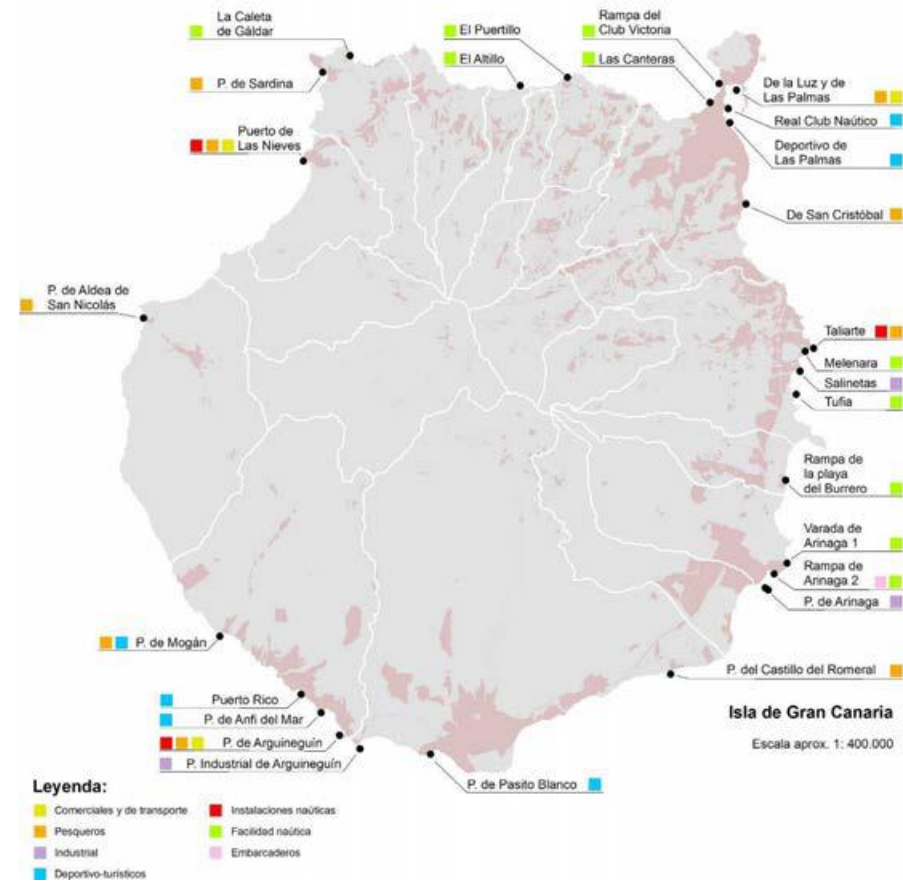 La Caleta
de Gáldar
P. de Sardina
Puerto de
Las Nieves
P. de Aldea de
San Nicolás
El Puertillo
El Altillo
Rampa del
Club Victoria
Las Canteras
De la Luz y de
Las Palmas
Real Club Naútico
Deportivo de
Las Palmas
De San Cristóbal
Taliarte
Melenara
Salinetas
Tufia
Rampa de
la playa
del Burrero
Varada de
Arinaga 1
Rampa de
Arinaga 2
P. de Arinaga
P. del Castillo del Romeral
P. de Mogán
Puerto Rico
P. de Anfi del Mar
P. de Arguineguín
P. Industrial de Arguineguín
P. de Pasito Blanco
Isla de Gran Canaria
Escala aprox. 1: 400.000
Leyenda:
Comerciales y de transporte
Pesqueros
Industrial
Deportivo-turísticos
Instalaciones naúticas
Facilidad naútica
Embarcaderos